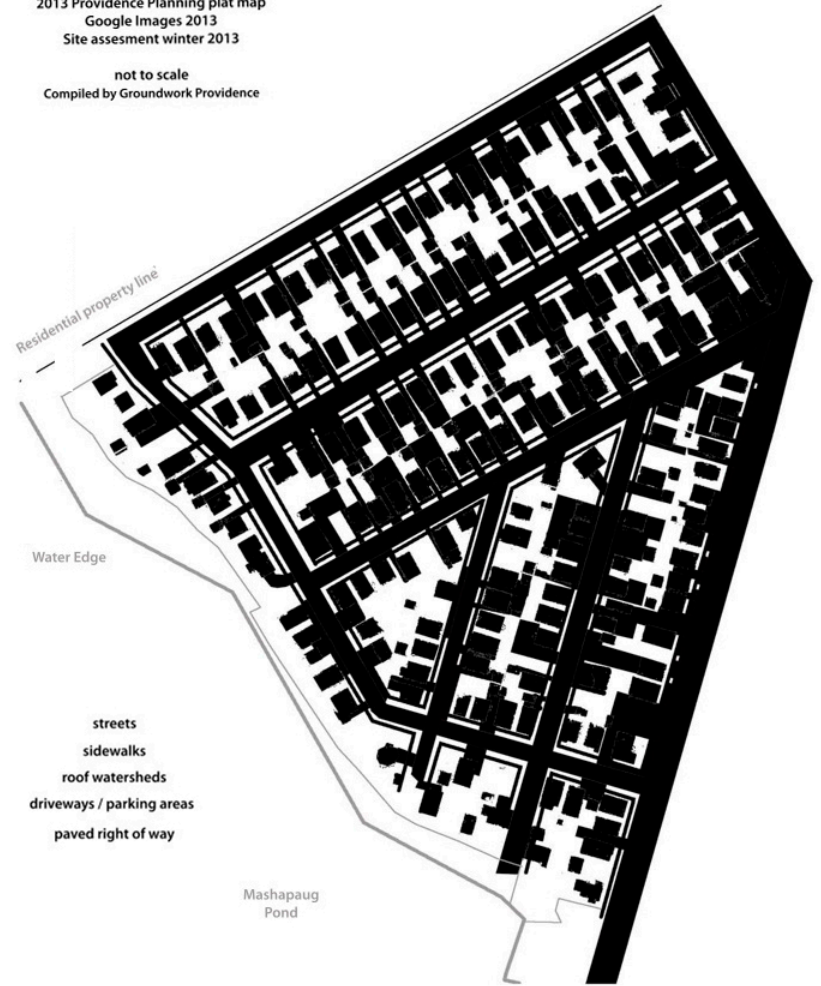 2013 Providence Planning plat map
Google Images 2013
Site assesment winter 2013
not to scale
Compiled by Groundwork Providence
Residential property line
Water Edge
streets
sidewalks
roof watersheds
driveways / parking areas
paved right of way
Mashapaug
Pond